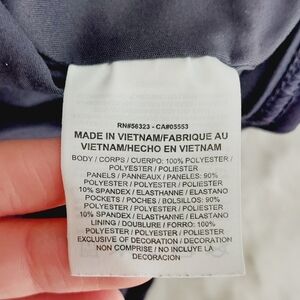 RN#56323 - CA#05553
MADE IN VIETNAM/FABRIQUE AU
VIETNAM/HECHO EN VIETNAM
BODY / CORPS / CUERPO: 100% POLYESTER /
POLYESTER / POLIESTER
PANELS / PANNEAUX / PANELES: 90%
POLYESTER / POLYESTER / POLIESTER
10% SPANDEX / ELASTHANNE / ELASTANO
POCKETS / POCHES / BOLSILLOS: 90%
POLYESTER / POLYESTER / POLIESTER
10% SPANDEX / ELASTHANNE / ELASTANO
LINING / DOUBLURE / FORRO: 100%
POLYESTER / POLYESTER / POLIESTER
EXCLUSIVE OF DECORATION / DECORATION
NON COMPRISE / NO INCLUYE LA
DECORACION